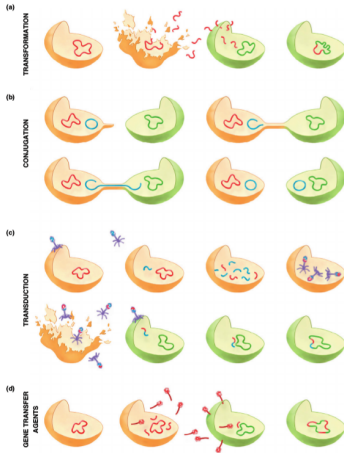 (a)
TRANSFORMATION
(b)
CONJUGATION
(c)
TRANSDUCTION
(d)
GENE TRANSFER
AGENTS